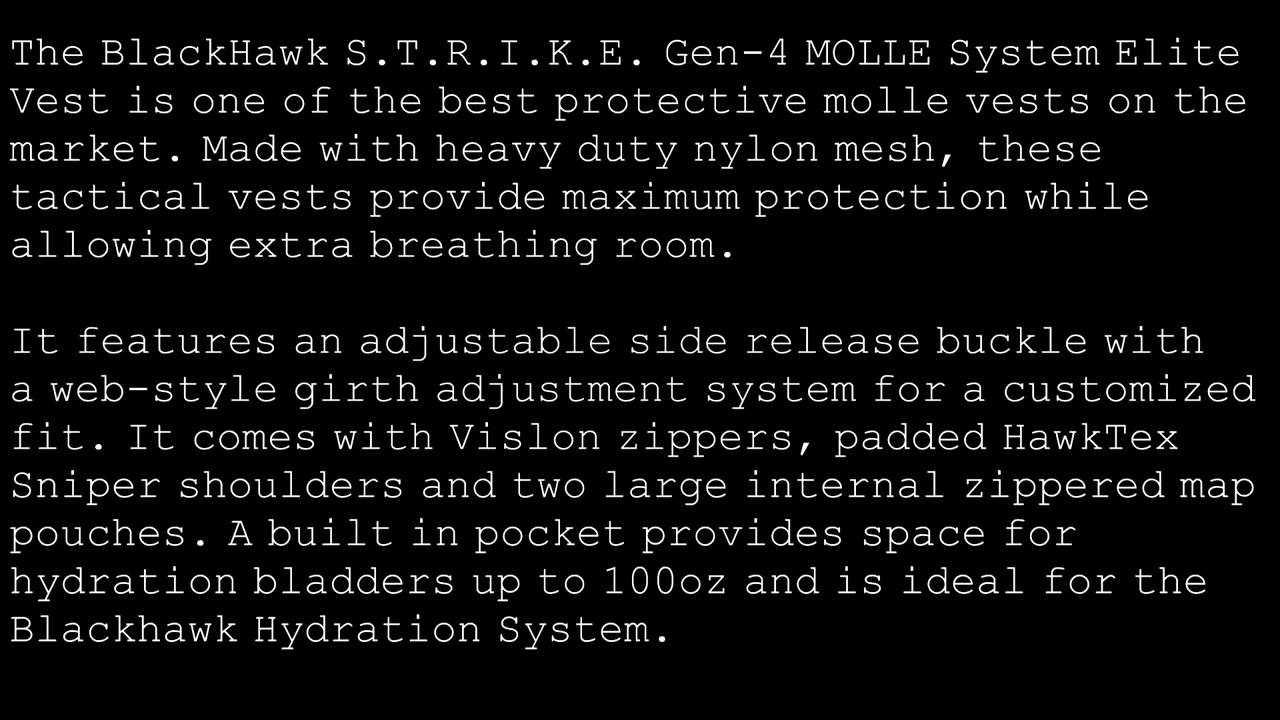 The BlackHawk S.T.R.I.K.E. Gen-4 MOLLE System Elite
Vest is one of the best protective molle vests on the
market. Made with heavy duty nylon mesh, these
tactical vests provide maximum protection while
allowing extra breathing room.
It features an adjustable side release buckle with
a web-style girth adjustment system for a customized
fit. It comes with Vislon zippers, padded HawkTex
Sniper shoulders and two large internal zippered map
pouches. A built in pocket provides space for
hydration bladders up to 100oz and is ideal for the
Blackhawk Hydration System.